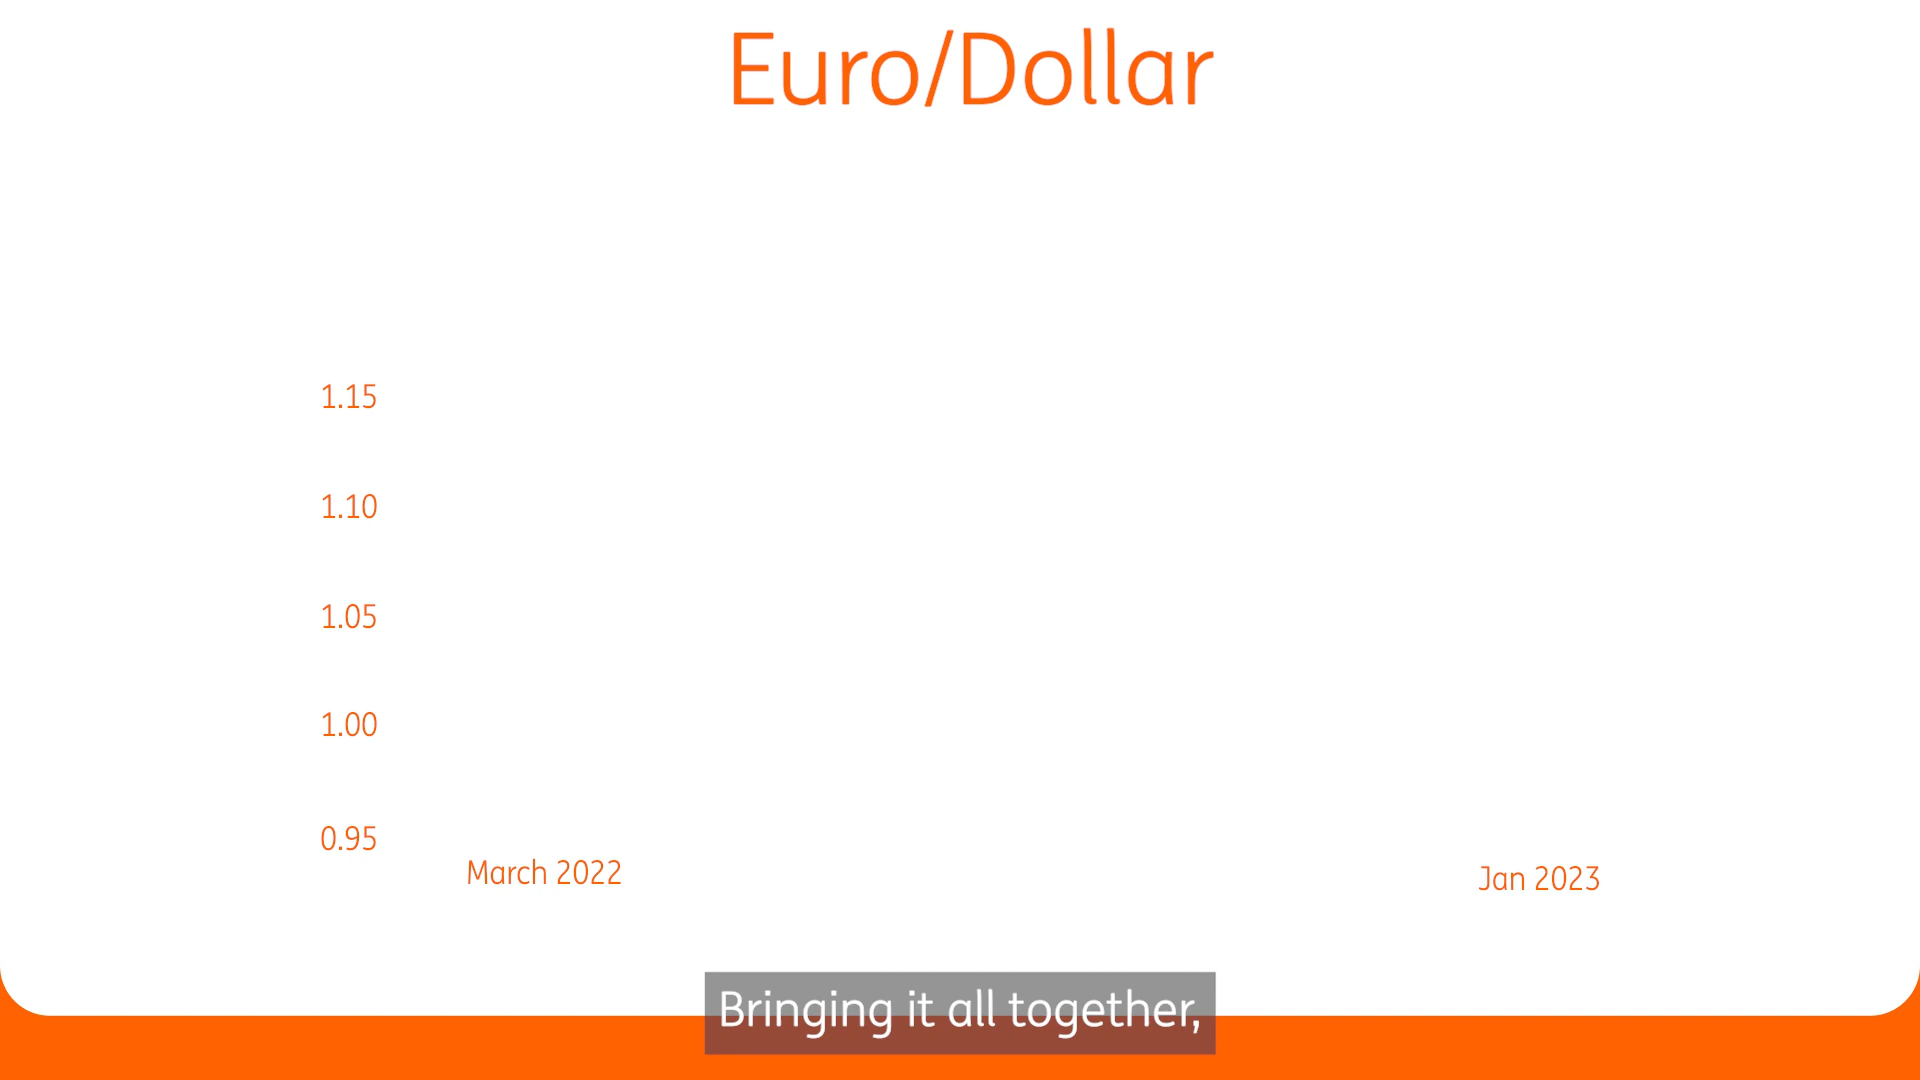 Euro/Dollar
1.15
1.10
1.05
1.00
0.95
March 2022
Jan 2023
Bringing it all together,